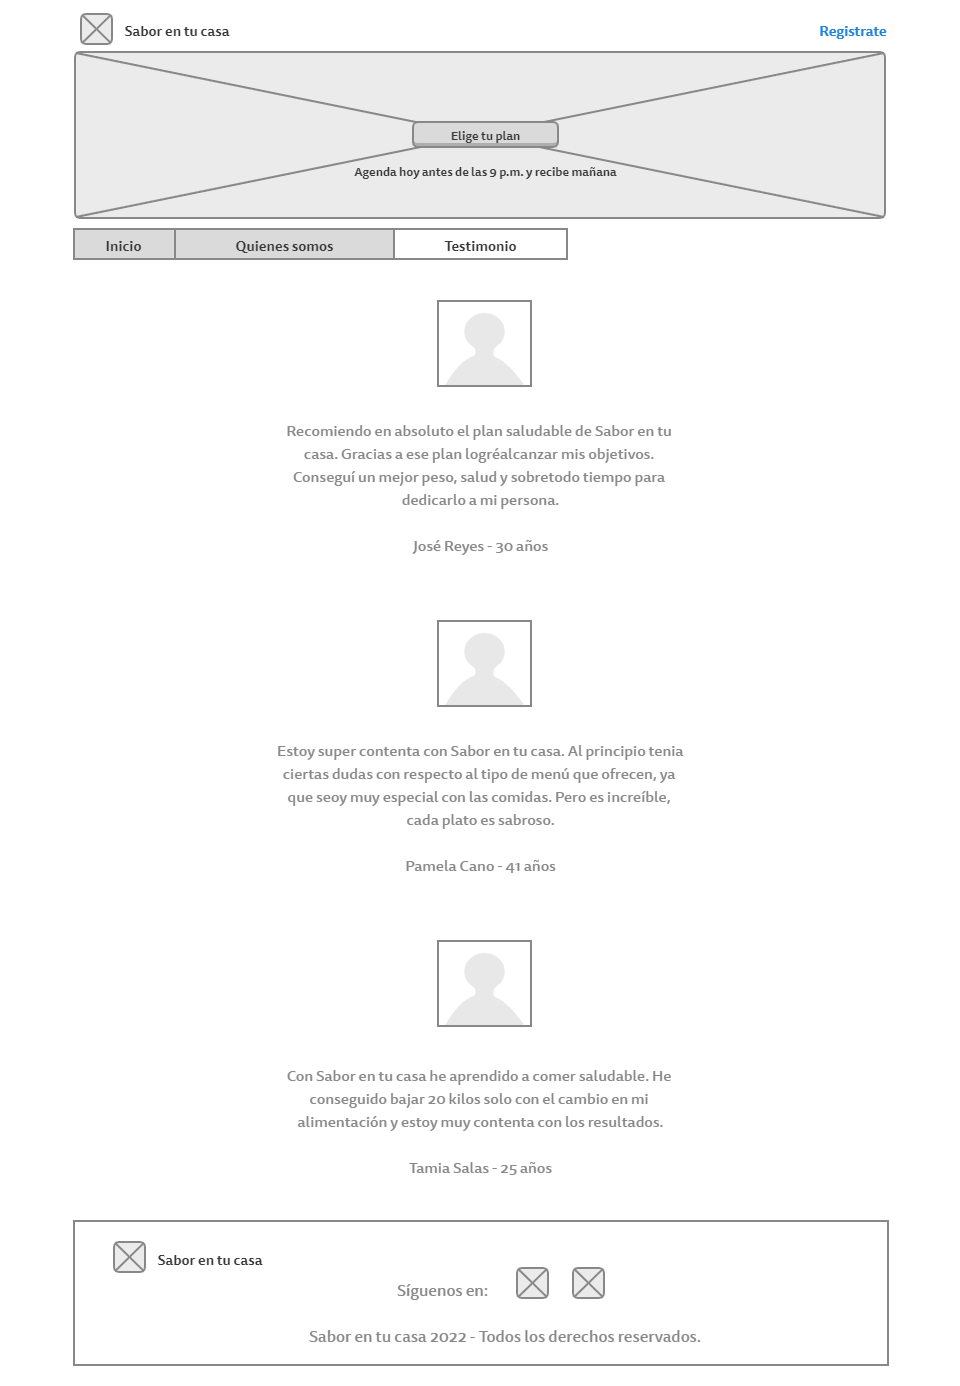 Sabor en tu casa
Registrate
Elige tu plan
Agenda hoy antes de las 9 p.m. y recibe mañana
Inicio
Quienes somos
Testimonio
Recomiendo en absoluto el plan saludable de Sabor en tu
casa. Gracias a ese plan logréalcanzar mis objetivos.
Conseguí un mejor peso, salud y sobretodo tiempo para
dedicarlo a mi persona.
José Reyes - 30 años
Estoy super contenta con Sabor en tu casa. Al principio tenia
ciertas dudas con respecto al tipo de menú que ofrecen, ya
que seoy muy especial con las comidas. Pero es increíble,
cada plato es sabroso.
Pamela Cano - 41 años
Con Sabor en tu casa he aprendido a comer saludable. He
conseguido bajar 20 kilos solo con el cambio en mi
alimentación y estoy muy contenta con los resultados.
Tamia Salas - 25 años
Sabor en tu casa
Síguenos en:
Sabor en tu casa 2022 - Todos los derechos reservados.